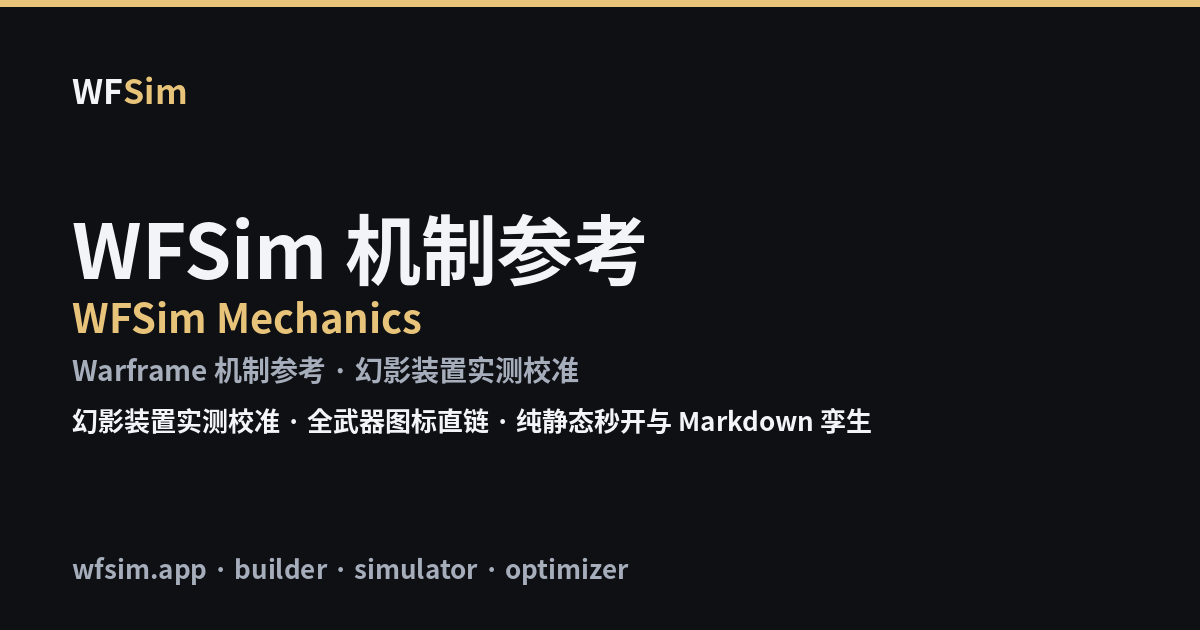 WFSim
WFSim 机制参考
WFSim Mechanics
Warframe 机制参考 · 幻影装置实测校准
幻影装置实测校准 · 全武器图标直链 · 纯静态秒开与 Markdown 孪生
wfsim.app · builder · simulator · optimizer